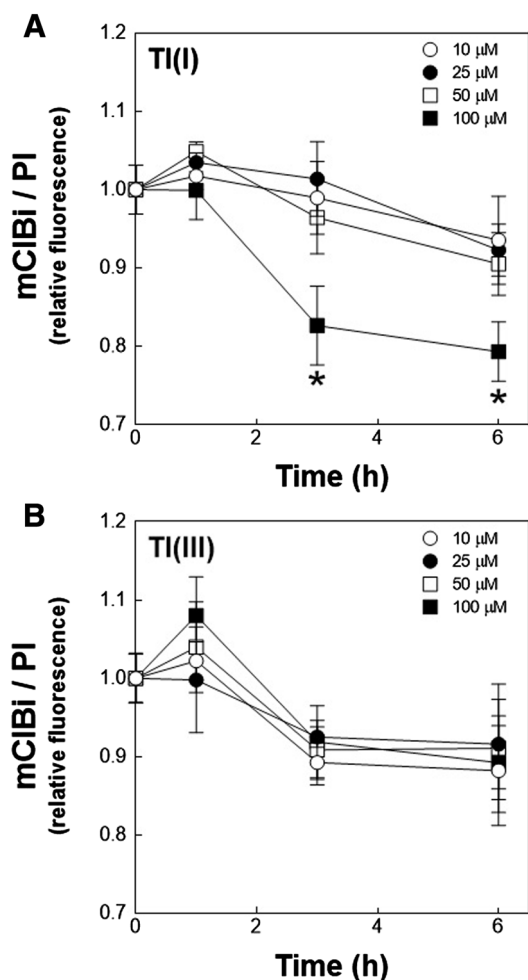 A
Tl(I)
10 μM
25 μM
50 μM
100 μM
1.2
1.1
1.0
0.9
0.8
0.7
mClBi / PI
(relative fluorescence)
*
*
0
2
4
6
Time (h)
B
Tl(III)
10 μM
25 μM
50 μM
100 μM
1.2
1.1
1.0
0.9
0.8
0.7
mClBi / PI
(relative fluorescence)
0
2
4
6
Time (h)